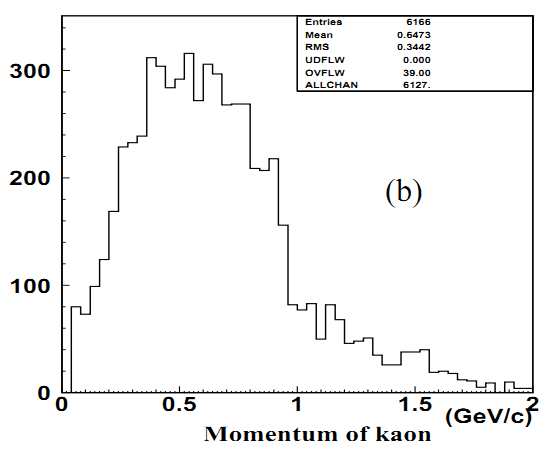 Entries 6166
Mean 0.6473
RMS 0.3442
UDFLW 0.000
OVFLW 39.00
ALLCHAN 6127.
300
200
(b)
100
0
0 0.5 1 1.5 2
(GeV/c)
Momentum of kaon